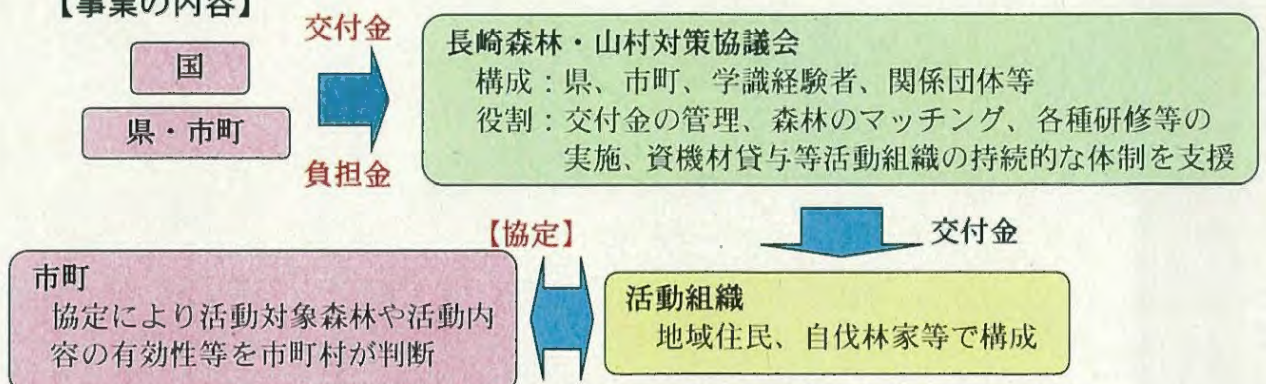 【事業の内容】
交付金
国
県・市町
負担金
長崎森林・山村対策協議会
構成：県、市町、学識経験者、関係団体等
役割：交付金の管理、森林のマッチング、各種研修等の
実施、資機材貸与等活動組織の持続的な体制を支援
交付金
【協定】
市町
協定により活動対象森林や活動内
容の有効性等を市町村が判断
活動組織
地域住民、自伐林家等で構成